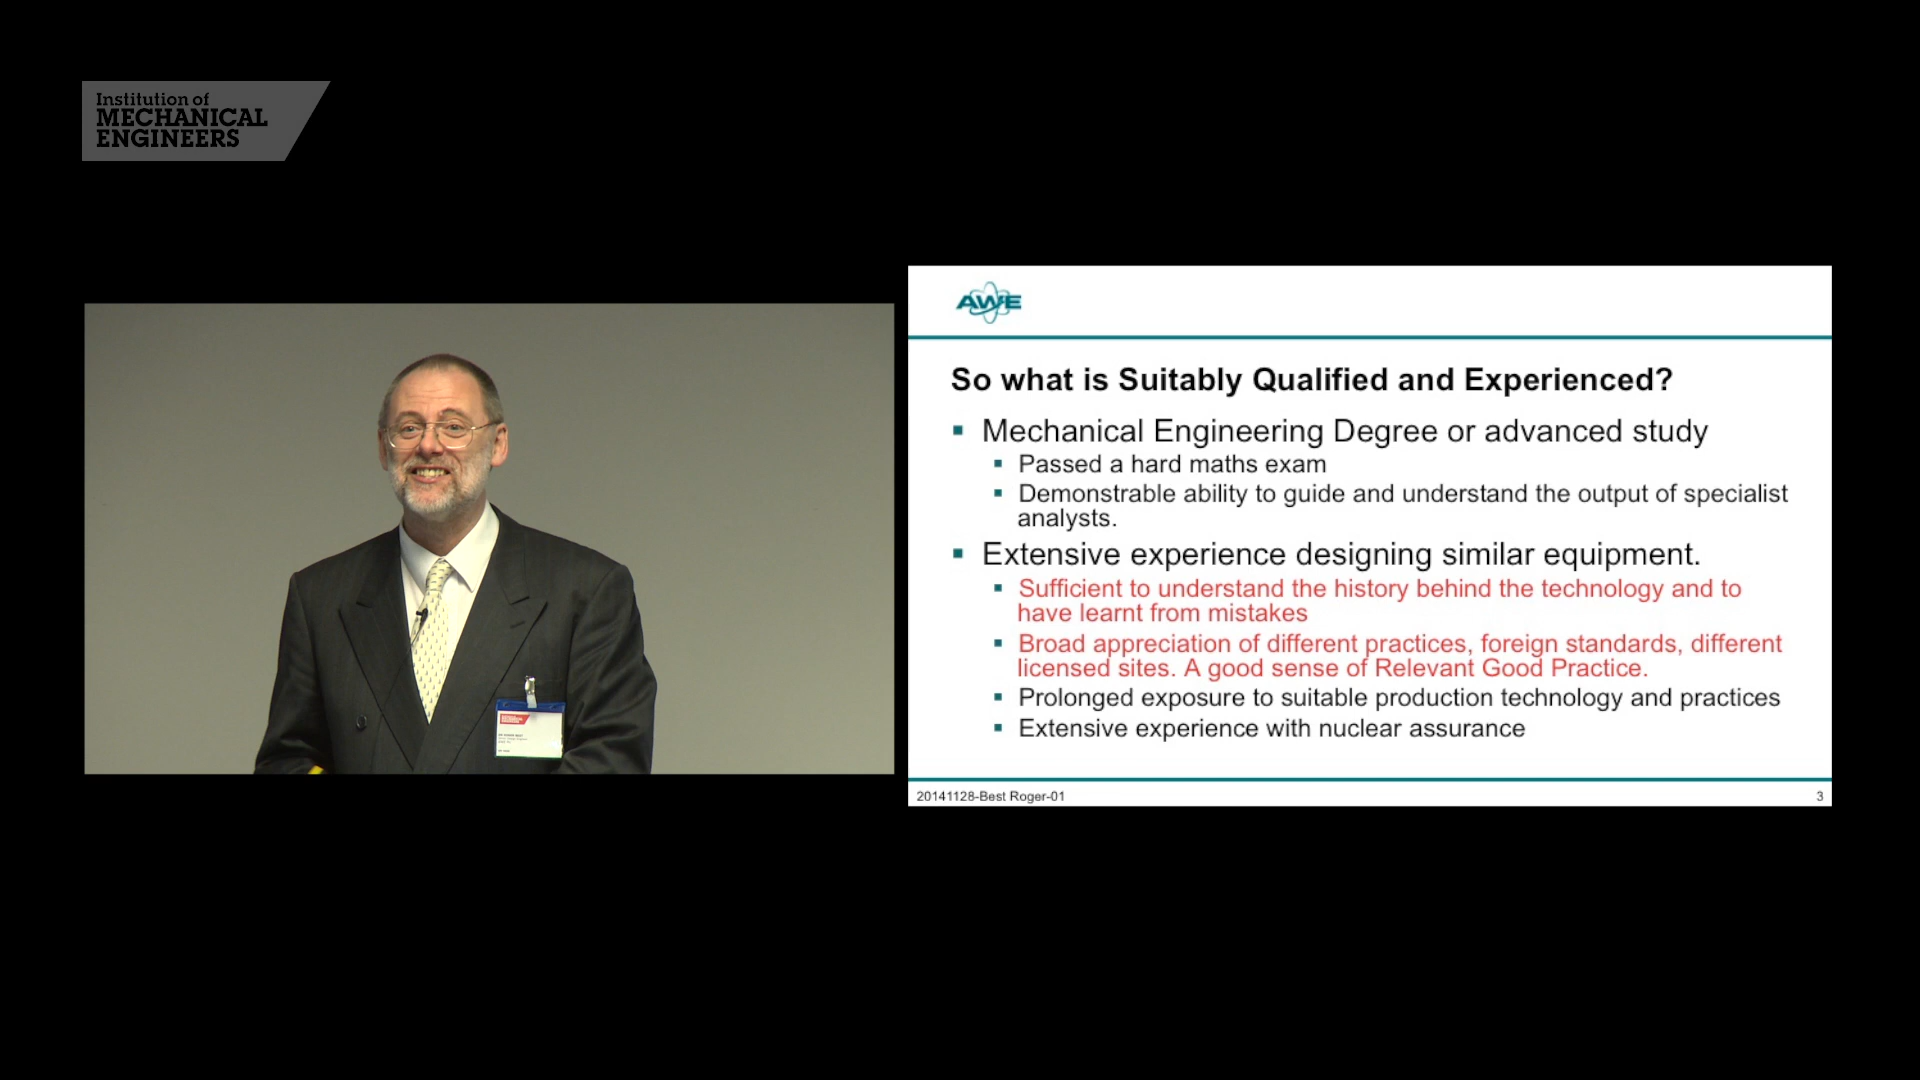 Institution of
MECHANICAL
ENGINEERS
AWE
So what is Suitably Qualified and Experienced?
Mechanical Engineering Degree or advanced study
Passed a hard maths exam
Demonstrable ability to guide and understand the output of specialist
analysts.
Extensive experience designing similar equipment.
Sufficient to understand the history behind the technology and to
have learnt from mistakes
Broad appreciation of different practices, foreign standards, different
licensed sites. A good sense of Relevant Good Practice.
Prolonged exposure to suitable production technology and practices
Extensive experience with nuclear assurance
20141128-Best Roger-01
3